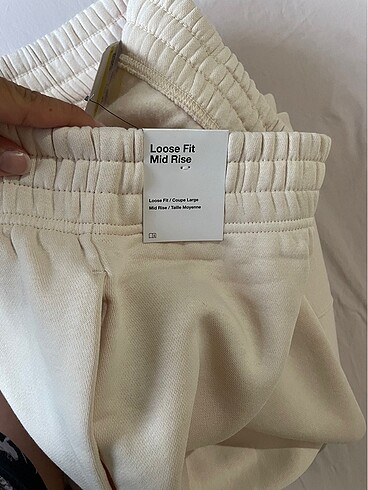 Loose Fit
Mid Rise
Loose Fit / Coupe Large
Mid Rise / Taille Moyenne